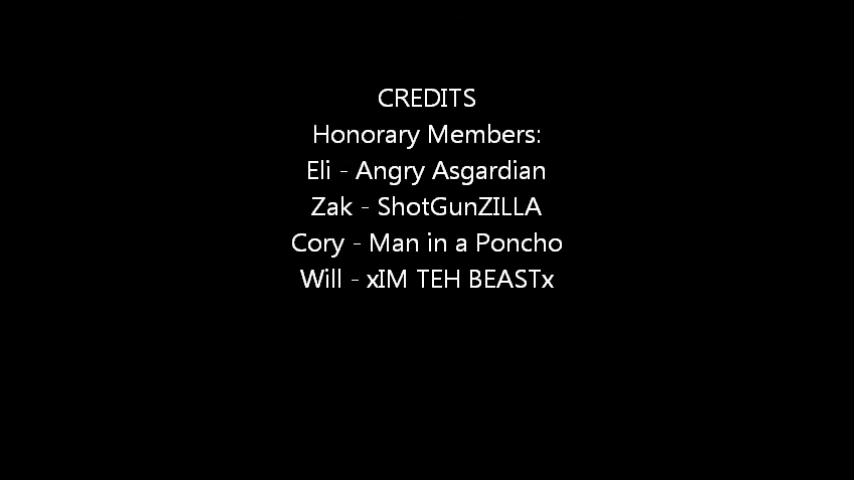 CREDITS
Honorary Members:
Eli - Angry Asgardian
Zak - ShotGunZILLA
Cory - Man in a Poncho
Will - xIM TEH BEASTx